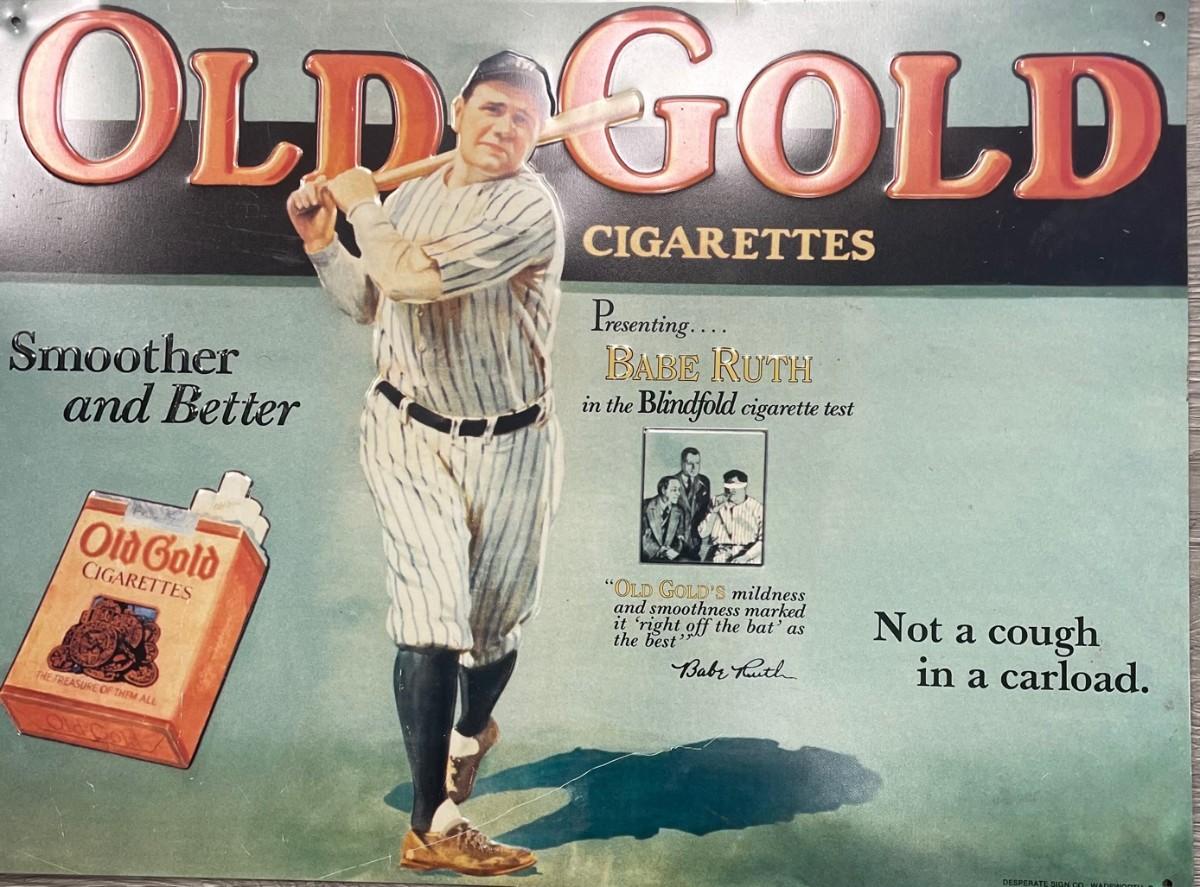 OLD GOLD
CIGARETTES
Presenting....
BABE RUTH
in the Blindfold cigarette test
Smoother
and Better
Old Gold
CIGARETTES
THE TREASURE OF THEM ALL
Old Gold
"OLD GOLD'S mildness
and smoothness marked
it 'right off the bat' as
the best"
Babe Ruth
Not a cough
in a carload.
DESPERATE SIGN CO.